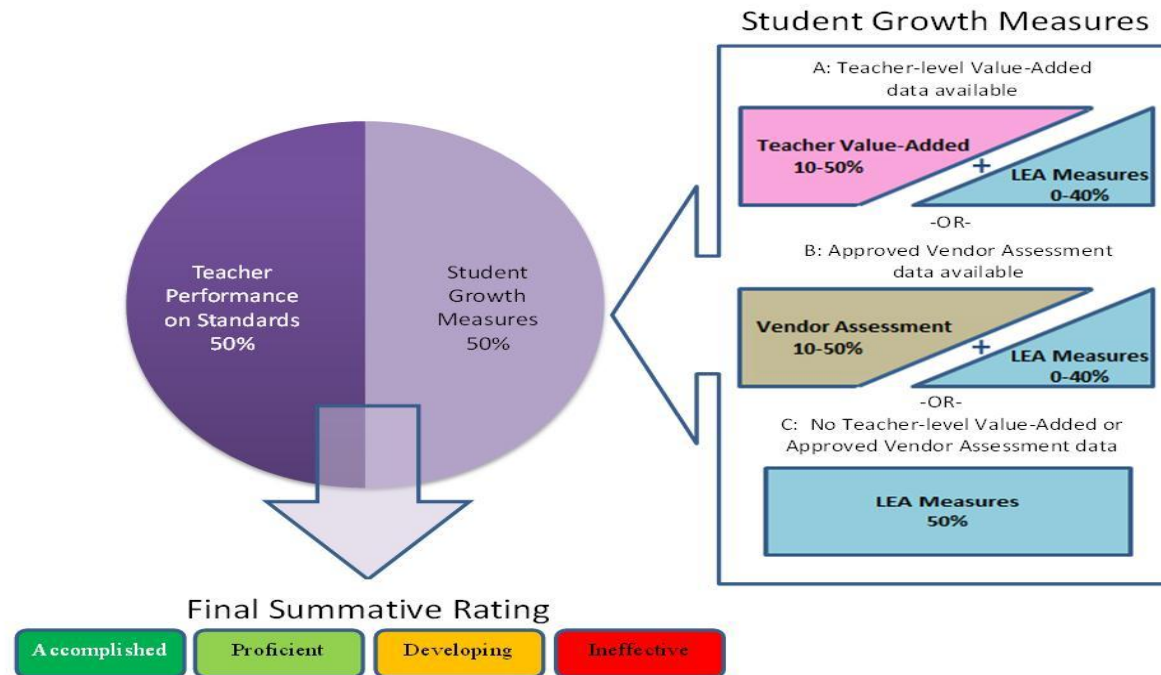 Student Growth Measures
A: Teacher-level Value-Added
data available
Teacher Value-Added
10-50%
+
LEA Measures
0-40%
-OR-
B: Approved Vendor Assessment
data available
Vendor Assessment
10-50%
+
LEA Measures
0-40%
-OR-
C: No Teacher-level Value-Added or
Approved Vendor Assessment data
LEA Measures
50%
Teacher
Performance
on Standards
50%
Student
Growth
Measures
50%
Final Summative Rating
Accomplished
Proficient
Developing
Ineffective